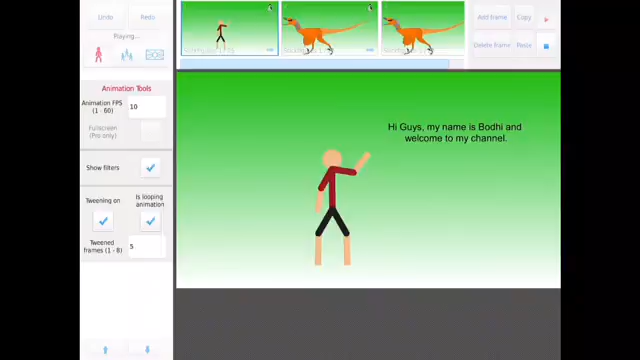 Undo Redo
Playing...
Animation Tools
Animation FPS
(1 - 60)
10
Fullscreen
(Pro only)
Show filters
Tweening on
Is looping
animation
Tweened
frames (1 - 8)
5
Add frame Copy
Delete frame Paste
Hi Guys, my name is Bodhi and
welcome to my channel.